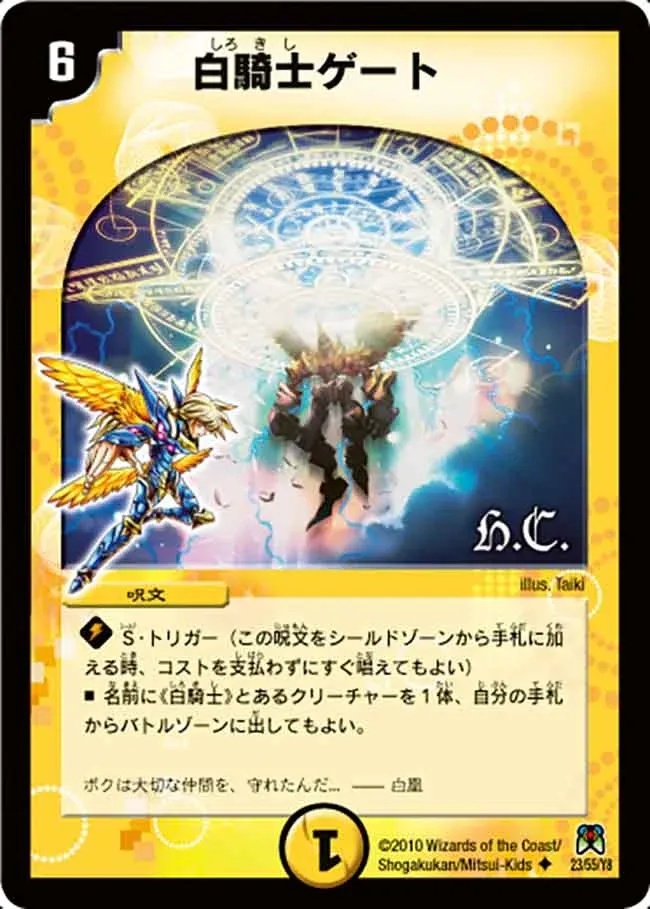 6
白騎士ゲート
H.C.
呪文
illus. Taiki
S・トリガー（この呪文をシールドゾーンから手札に加
える時、コストを支払わずにすぐ唱えてもよい）
■ 名前に《白騎士》とあるクリーチャーを1体、自分の手札
からバトルゾーンに出してもよい。
ボクは大切な仲間を、守れたんだ... —— 白凰
1
©2010 Wizards of the Coast/
Shogakukan/Mitsui-Kids ◆ 23/55/Y8